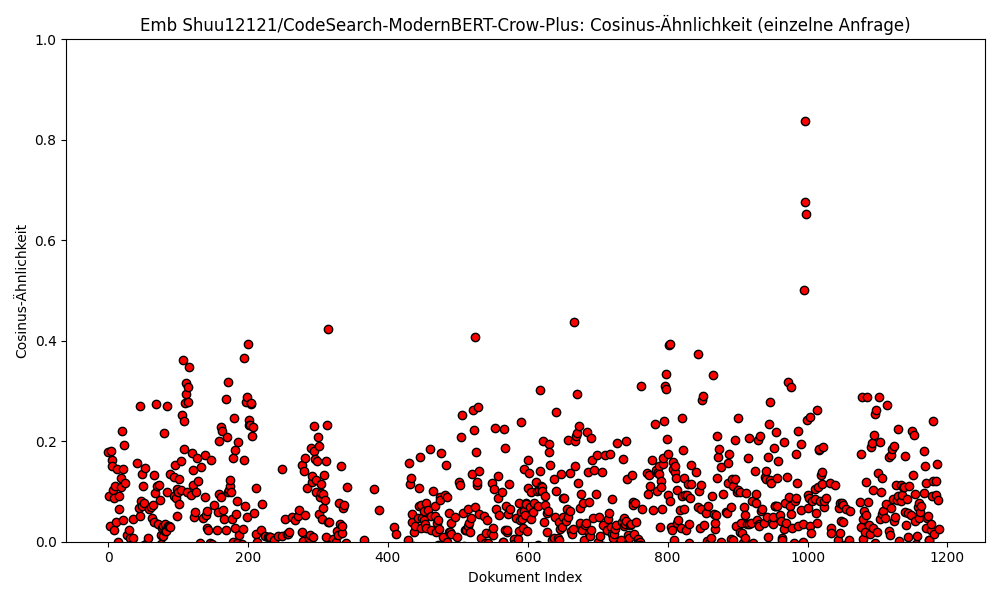 Emb Shuu12121/CodeSearch-ModernBERT-Crow-Plus: Cosinus-Ähnlichkeit (einzelne Anfrage)
1.0
0.8
0.6
0.4
0.2
0.0
Cosinus-Ähnlichkeit
0 200 400 600 800 1000 1200
Dokument Index